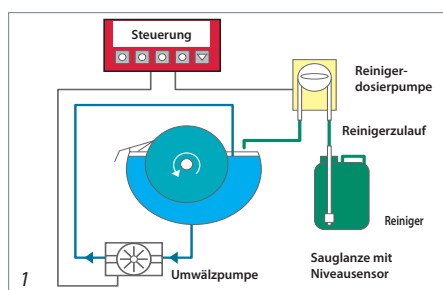 Steuerung
Reiniger-
dosierpumpe
Reinigerzulauf
Reiniger
Umwälzpumpe
Sauglanze mit
Niveausensor
1